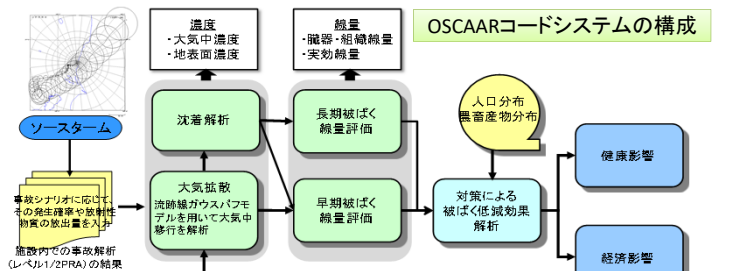 OSCAARコードシステムの構成
濃度
・大気中濃度
・地表面濃度
線量
・臓器・組織線量
・実効線量
ソースターム
事故シナリオに応じて、
その発生確率や放射性
物質の放出量を入力
施設内での事故解析
(レベル1/2PRA)の結果
沈着解析
大気拡散
流跡線ガウスパフモ
デルを用いて大気中
移行を解析
長期被ばく
線量評価
早期被ばく
線量評価
人口分布
農畜産物分布
対策による
被ばく低減効果
解析
健康影響
経済影響